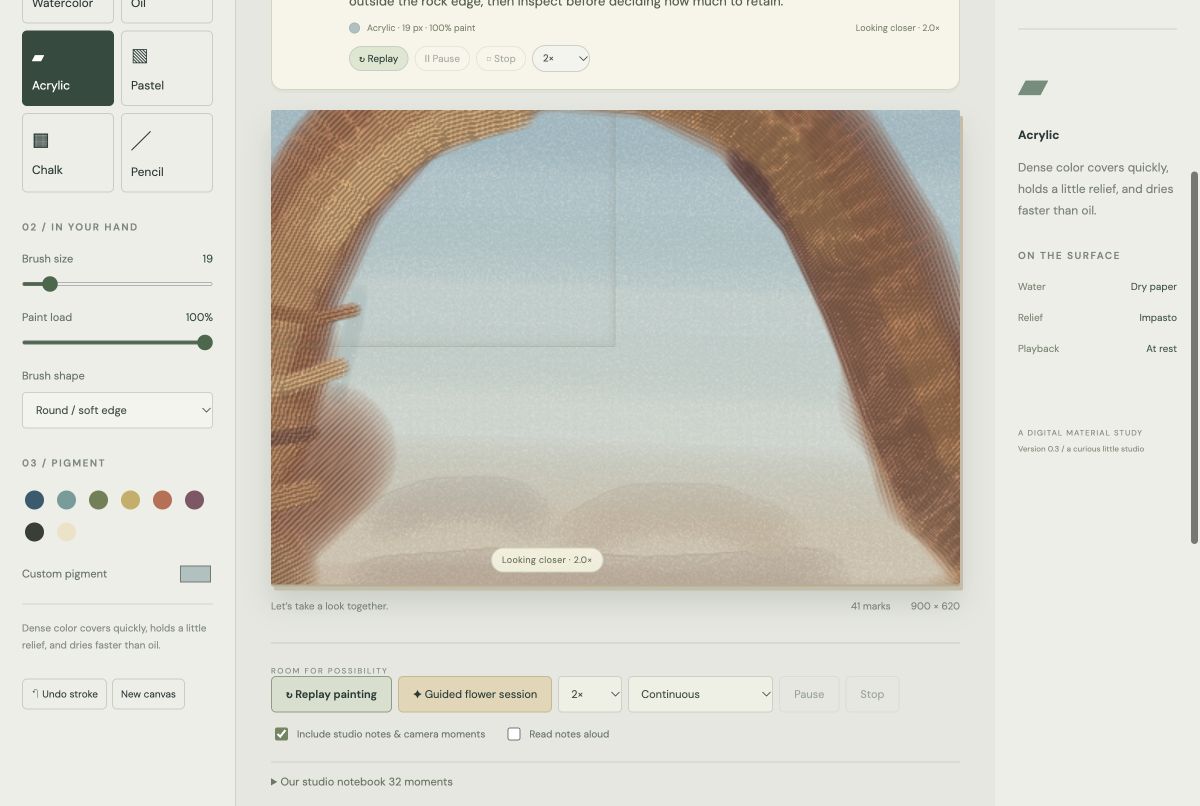 Watercolor
Oil
Acrylic
Pastel
Chalk
Pencil
02 / IN YOUR HAND
Brush size 19
Paint load 100%
Brush shape
Round / soft edge
03 / PIGMENT
Custom pigment
Dense color covers quickly, holds a little
relief, and dries faster than oil.
Undo stroke
New canvas
outside the rock edge, then inspect before deciding how much to retain.
Acrylic · 19 px · 100% paint
Looking closer · 2.0×
↻ Replay
II Pause
Stop
2×
Looking closer · 2.0×
Let's take a look together.
41 marks
900 × 620
ROOM FOR POSSIBILITY
↻ Replay painting
✦ Guided flower session
2×
Continuous
Pause
Stop
Include studio notes & camera moments
Read notes aloud
Our studio notebook 32 moments
Acrylic
Dense color covers quickly,
holds a little relief, and dries
faster than oil.
ON THE SURFACE
Water Dry paper
Relief Impasto
Playback At rest
A DIGITAL MATERIAL STUDY
Version 0.3 / a curious little studio